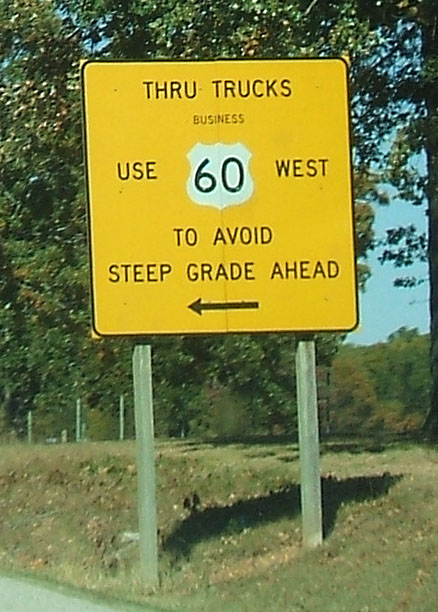 THRU TRUCKS
BUSINESS
USE 60 WEST
TO AVOID
STEEP GRADE AHEAD